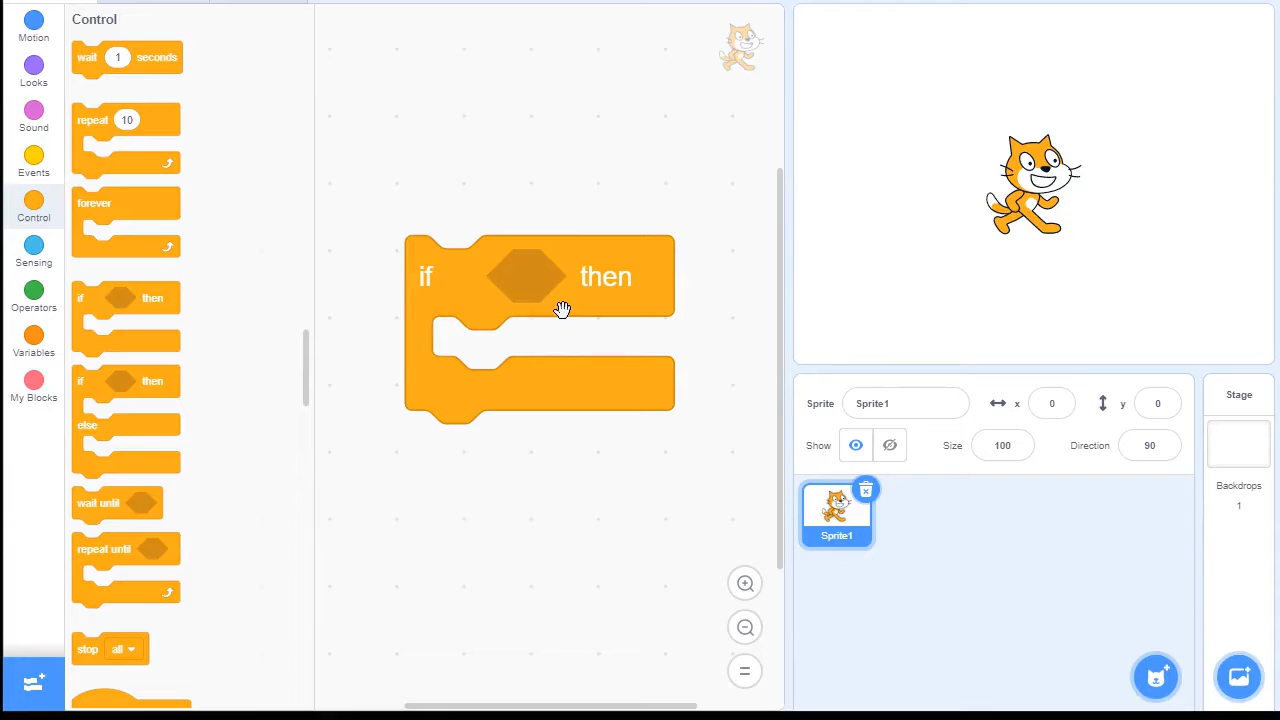 Motion
Looks
Sound
Events
Control
Sensing
Operators
Variables
My Blocks
Control
wait 1 seconds
repeat 10
forever
if then
if then
else
wait until
repeat until
stop all
if then
Sprite Sprite1 x 0 y 0
Show Size 100 Direction 90
Sprite1
Stage
Backdrops
1